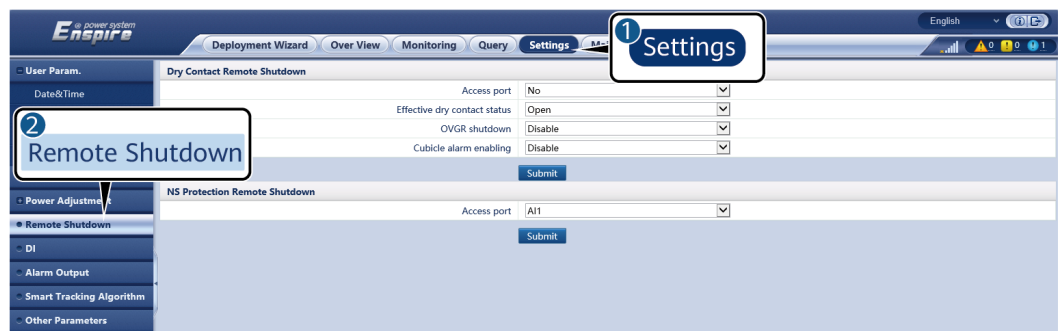 e power system
Enspire
English
Deployment Wizard
Over View
Monitoring
Query
Settings
1
Settings
0
0
1
User Param.
Date&Time
2
Remote Shutdown
Power Adjustment
Remote Shutdown
DI
Alarm Output
Smart Tracking Algorithm
Other Parameters
Dry Contact Remote Shutdown
Access port No
Effective dry contact status Open
OVGR shutdown Disable
Cubicle alarm enabling Disable
Submit
NS Protection Remote Shutdown
Access port AI1
Submit